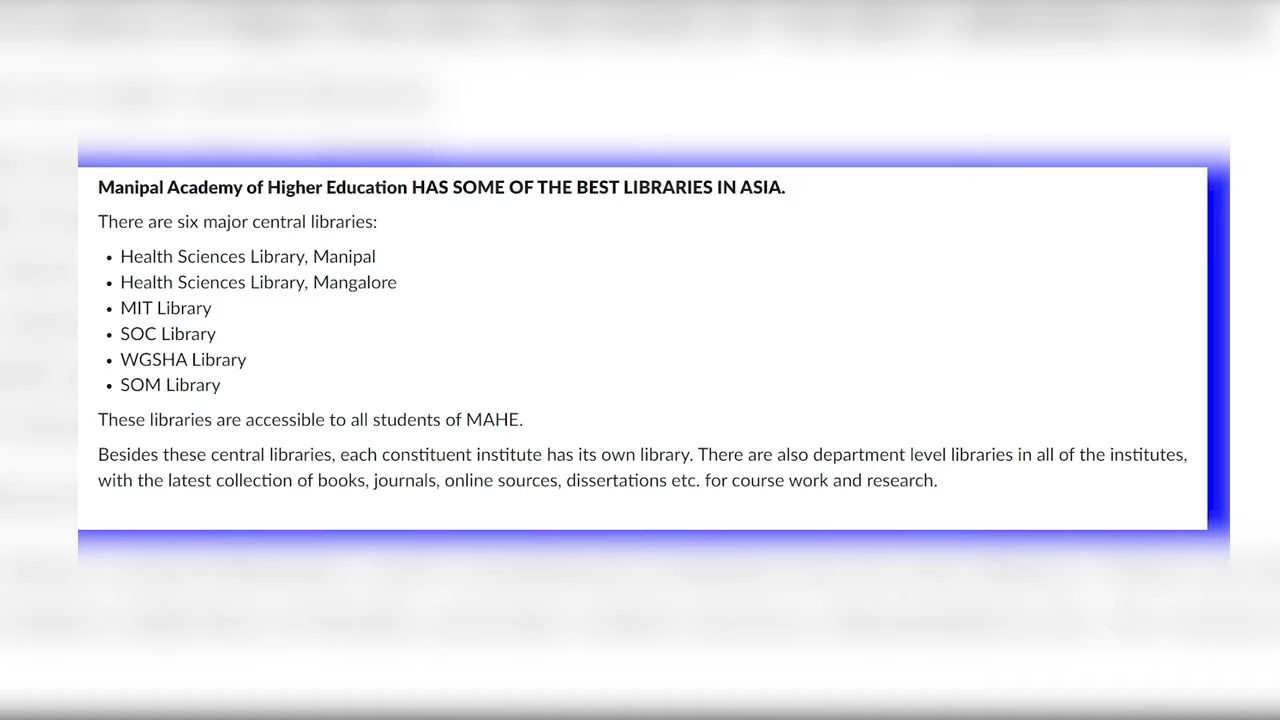 Manipal Academy of Higher Education HAS SOME OF THE BEST LIBRARIES IN ASIA.
There are six major central libraries:
• Health Sciences Library, Manipal
• Health Sciences Library, Mangalore
• MIT Library
• SOC Library
• WGSHA Library
• SOM Library
These libraries are accessible to all students of MAHE.
Besides these central libraries, each constituent institute has its own library. There are also department level libraries in all of the institutes,
with the latest collection of books, journals, online sources, dissertations etc. for course work and research.